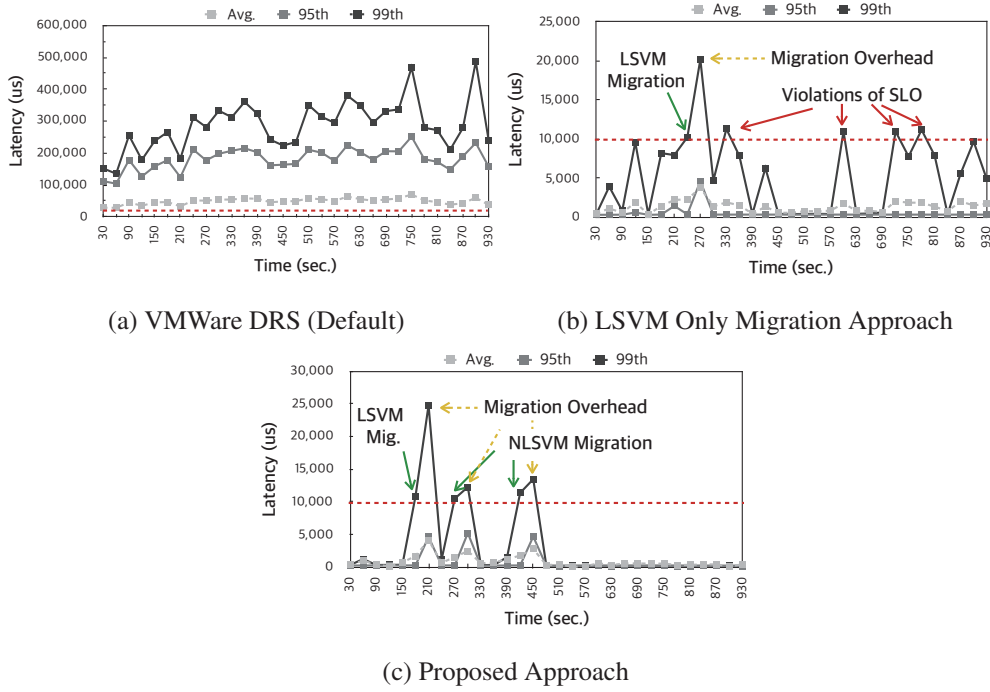 Avg. 95th 99th
600,000
500,000
400,000
300,000
200,000
100,000
0
Latency (us)
30 90 150 210 270 330 390 450 510 570 630 690 750 810 870 930
Time (sec.)
(a) VMWare DRS (Default)
Avg. 95th 99th
25,000
20,000
15,000
10,000
5,000
0
Latency (us)
LSVM
Migration
Migration Overhead
Violations of SLO
30 90 150 210 270 330 390 450 510 570 630 690 750 810 870 930
Time (sec.)
(b) LSVM Only Migration Approach
Avg. 95th 99th
30,000
25,000
20,000
15,000
10,000
5,000
0
Latency (us)
LSVM
Mig.
Migration Overhead
NLSVM Migration
30 90 150 210 270 330 390 450 510 570 630 690 750 810 870 930
Time (sec.)
(c) Proposed Approach